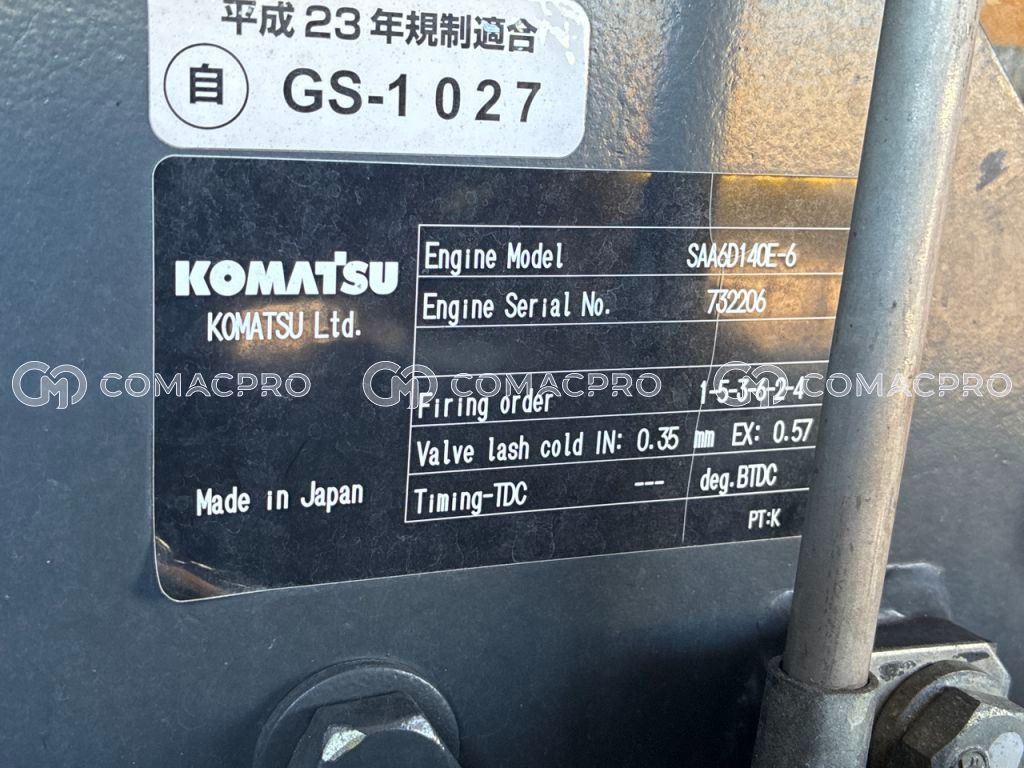 平成23年規制適合
自 GS-1027
KOMATSU
KOMATSU Ltd.
Made in Japan
Engine Model SAA6D140E-6
Engine Serial No. 732206
Firing order 1-5-3-6-2-4
Valve lash cold IN: 0.35 mm EX: 0.57
Timing-TDC --- deg.BTDC
PT:K
COMACPRO COMACPRO COMACPRO